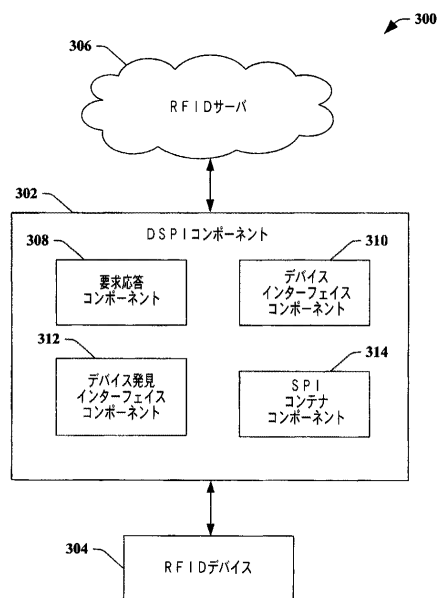 300
306
RFIDサーバ
302
DSPIコンポーネント
308
要求応答
コンポーネント
310
デバイス
インターフェイス
コンポーネント
312
デバイス発見
インターフェイス
コンポーネント
314
SPI
コンテナ
コンポーネント
304
RFIDデバイス